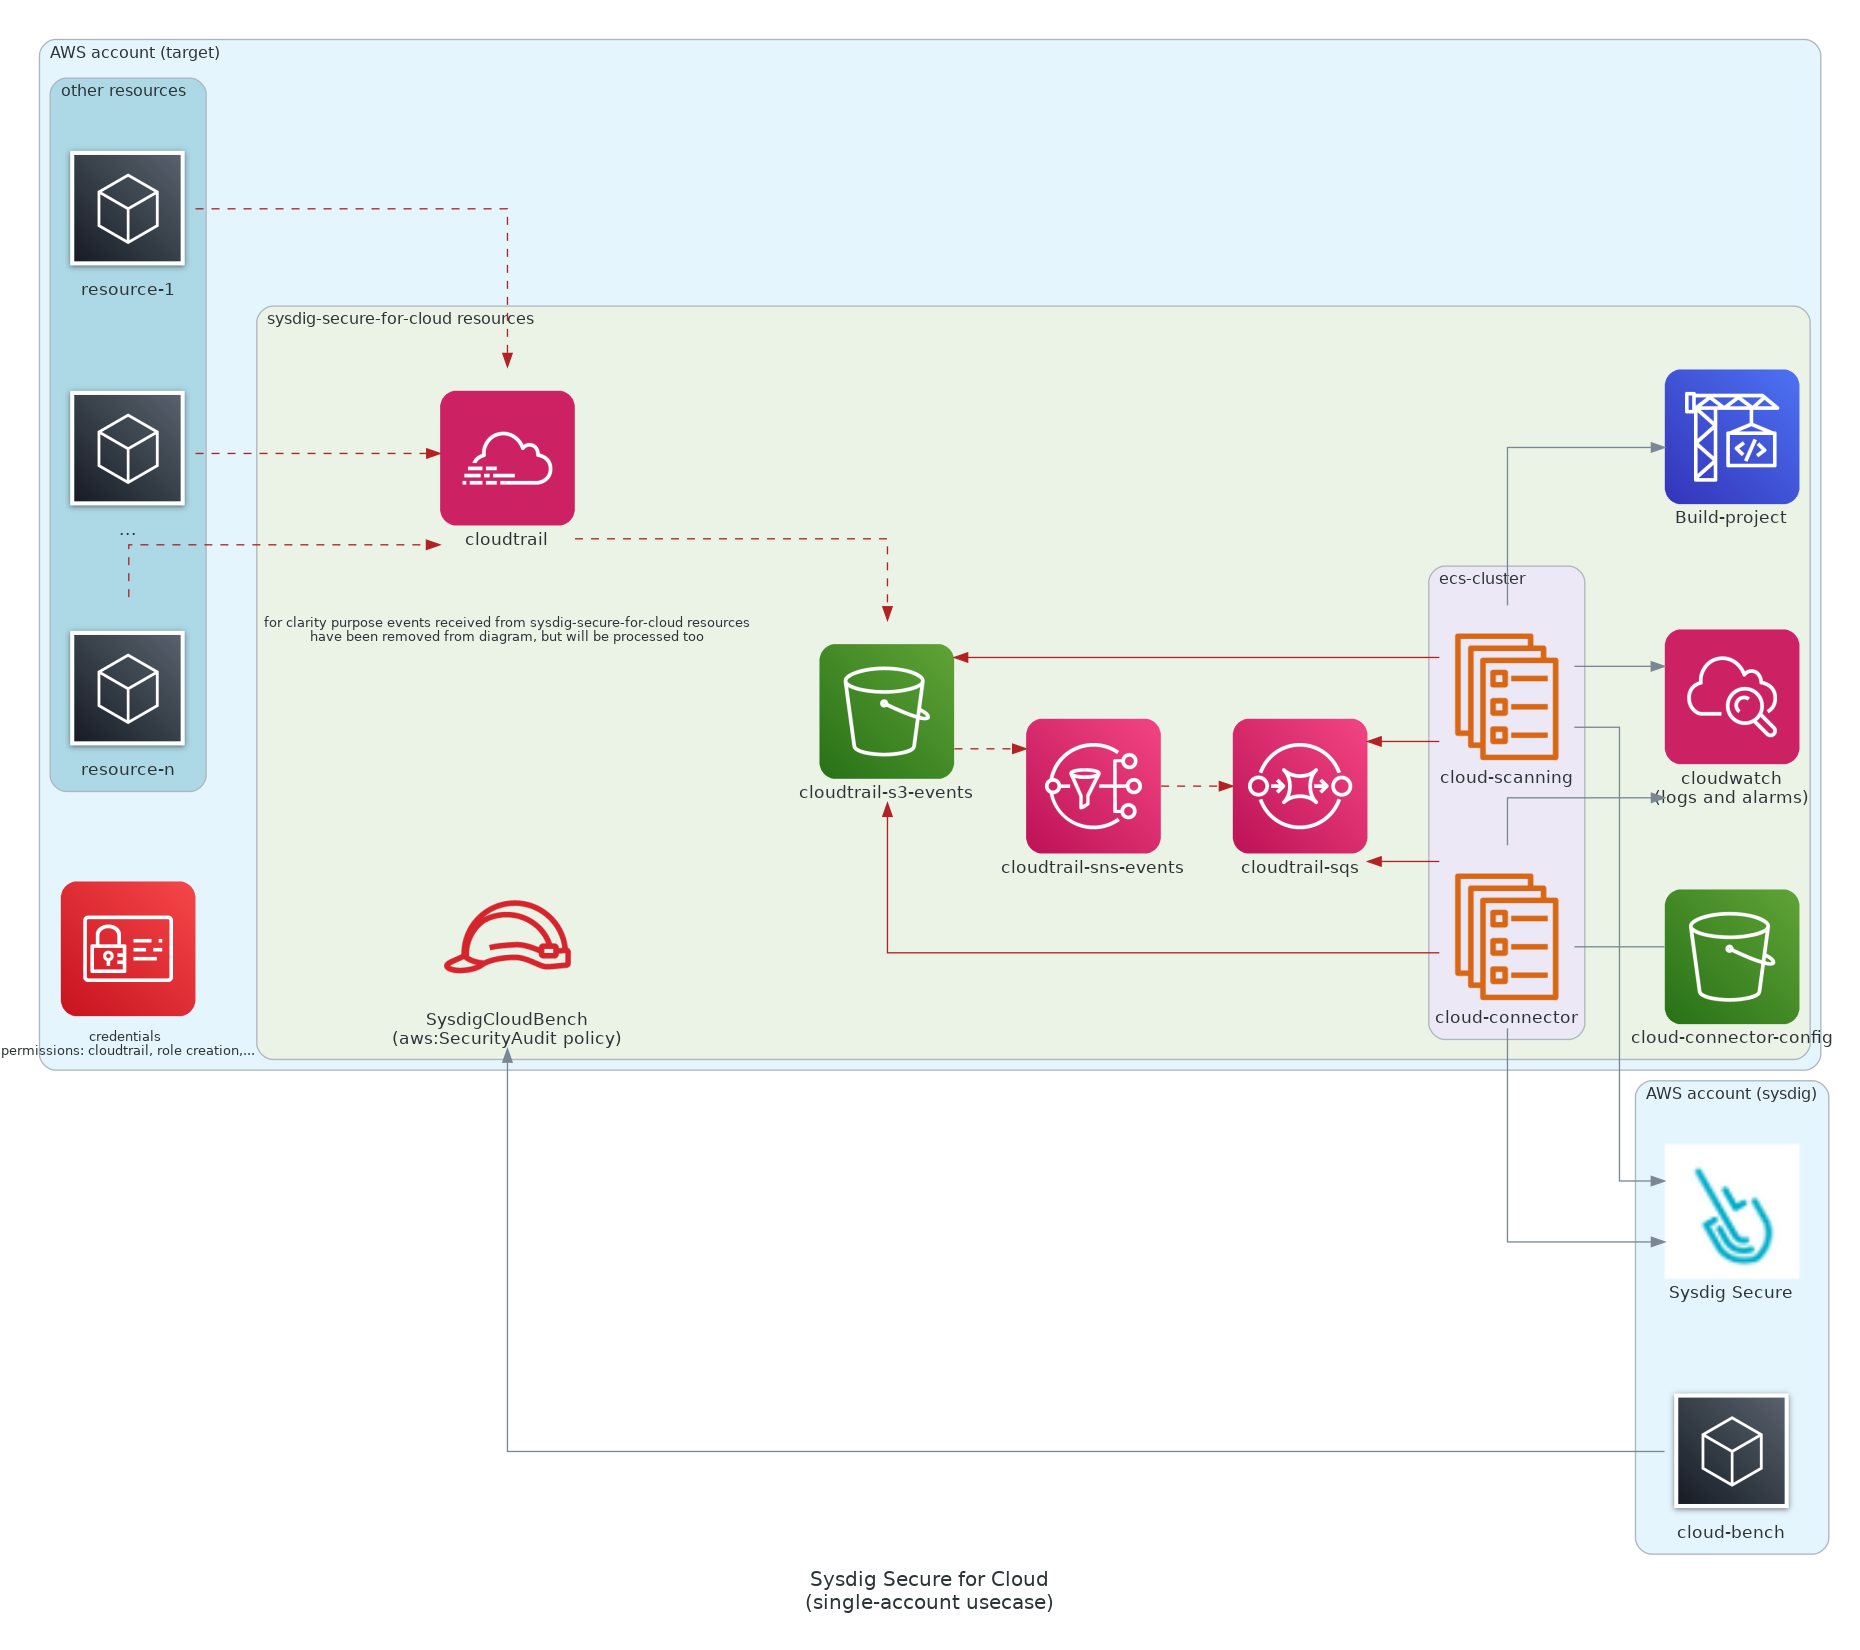 AWS account (target)
other resources
resource-1
sysdig-secure-for-cloud resources
cloudtrail
...
Build-project
ecs-cluster
for clarity purpose events received from sysdig-secure-for-cloud resources
have been removed from diagram, but will be processed too
resource-n
cloudtrail-s3-events
cloudtrail-sns-events
cloudtrail-sqs
cloud-scanning
cloudwatch
(logs and alarms)
credentials
permissions: cloudtrail, role creation,...
SysdigCloudBench
(aws:SecurityAudit policy)
cloud-connector
cloud-connector-config
AWS account (sysdig)
Sysdig Secure
cloud-bench
Sysdig Secure for Cloud
(single-account usecase)